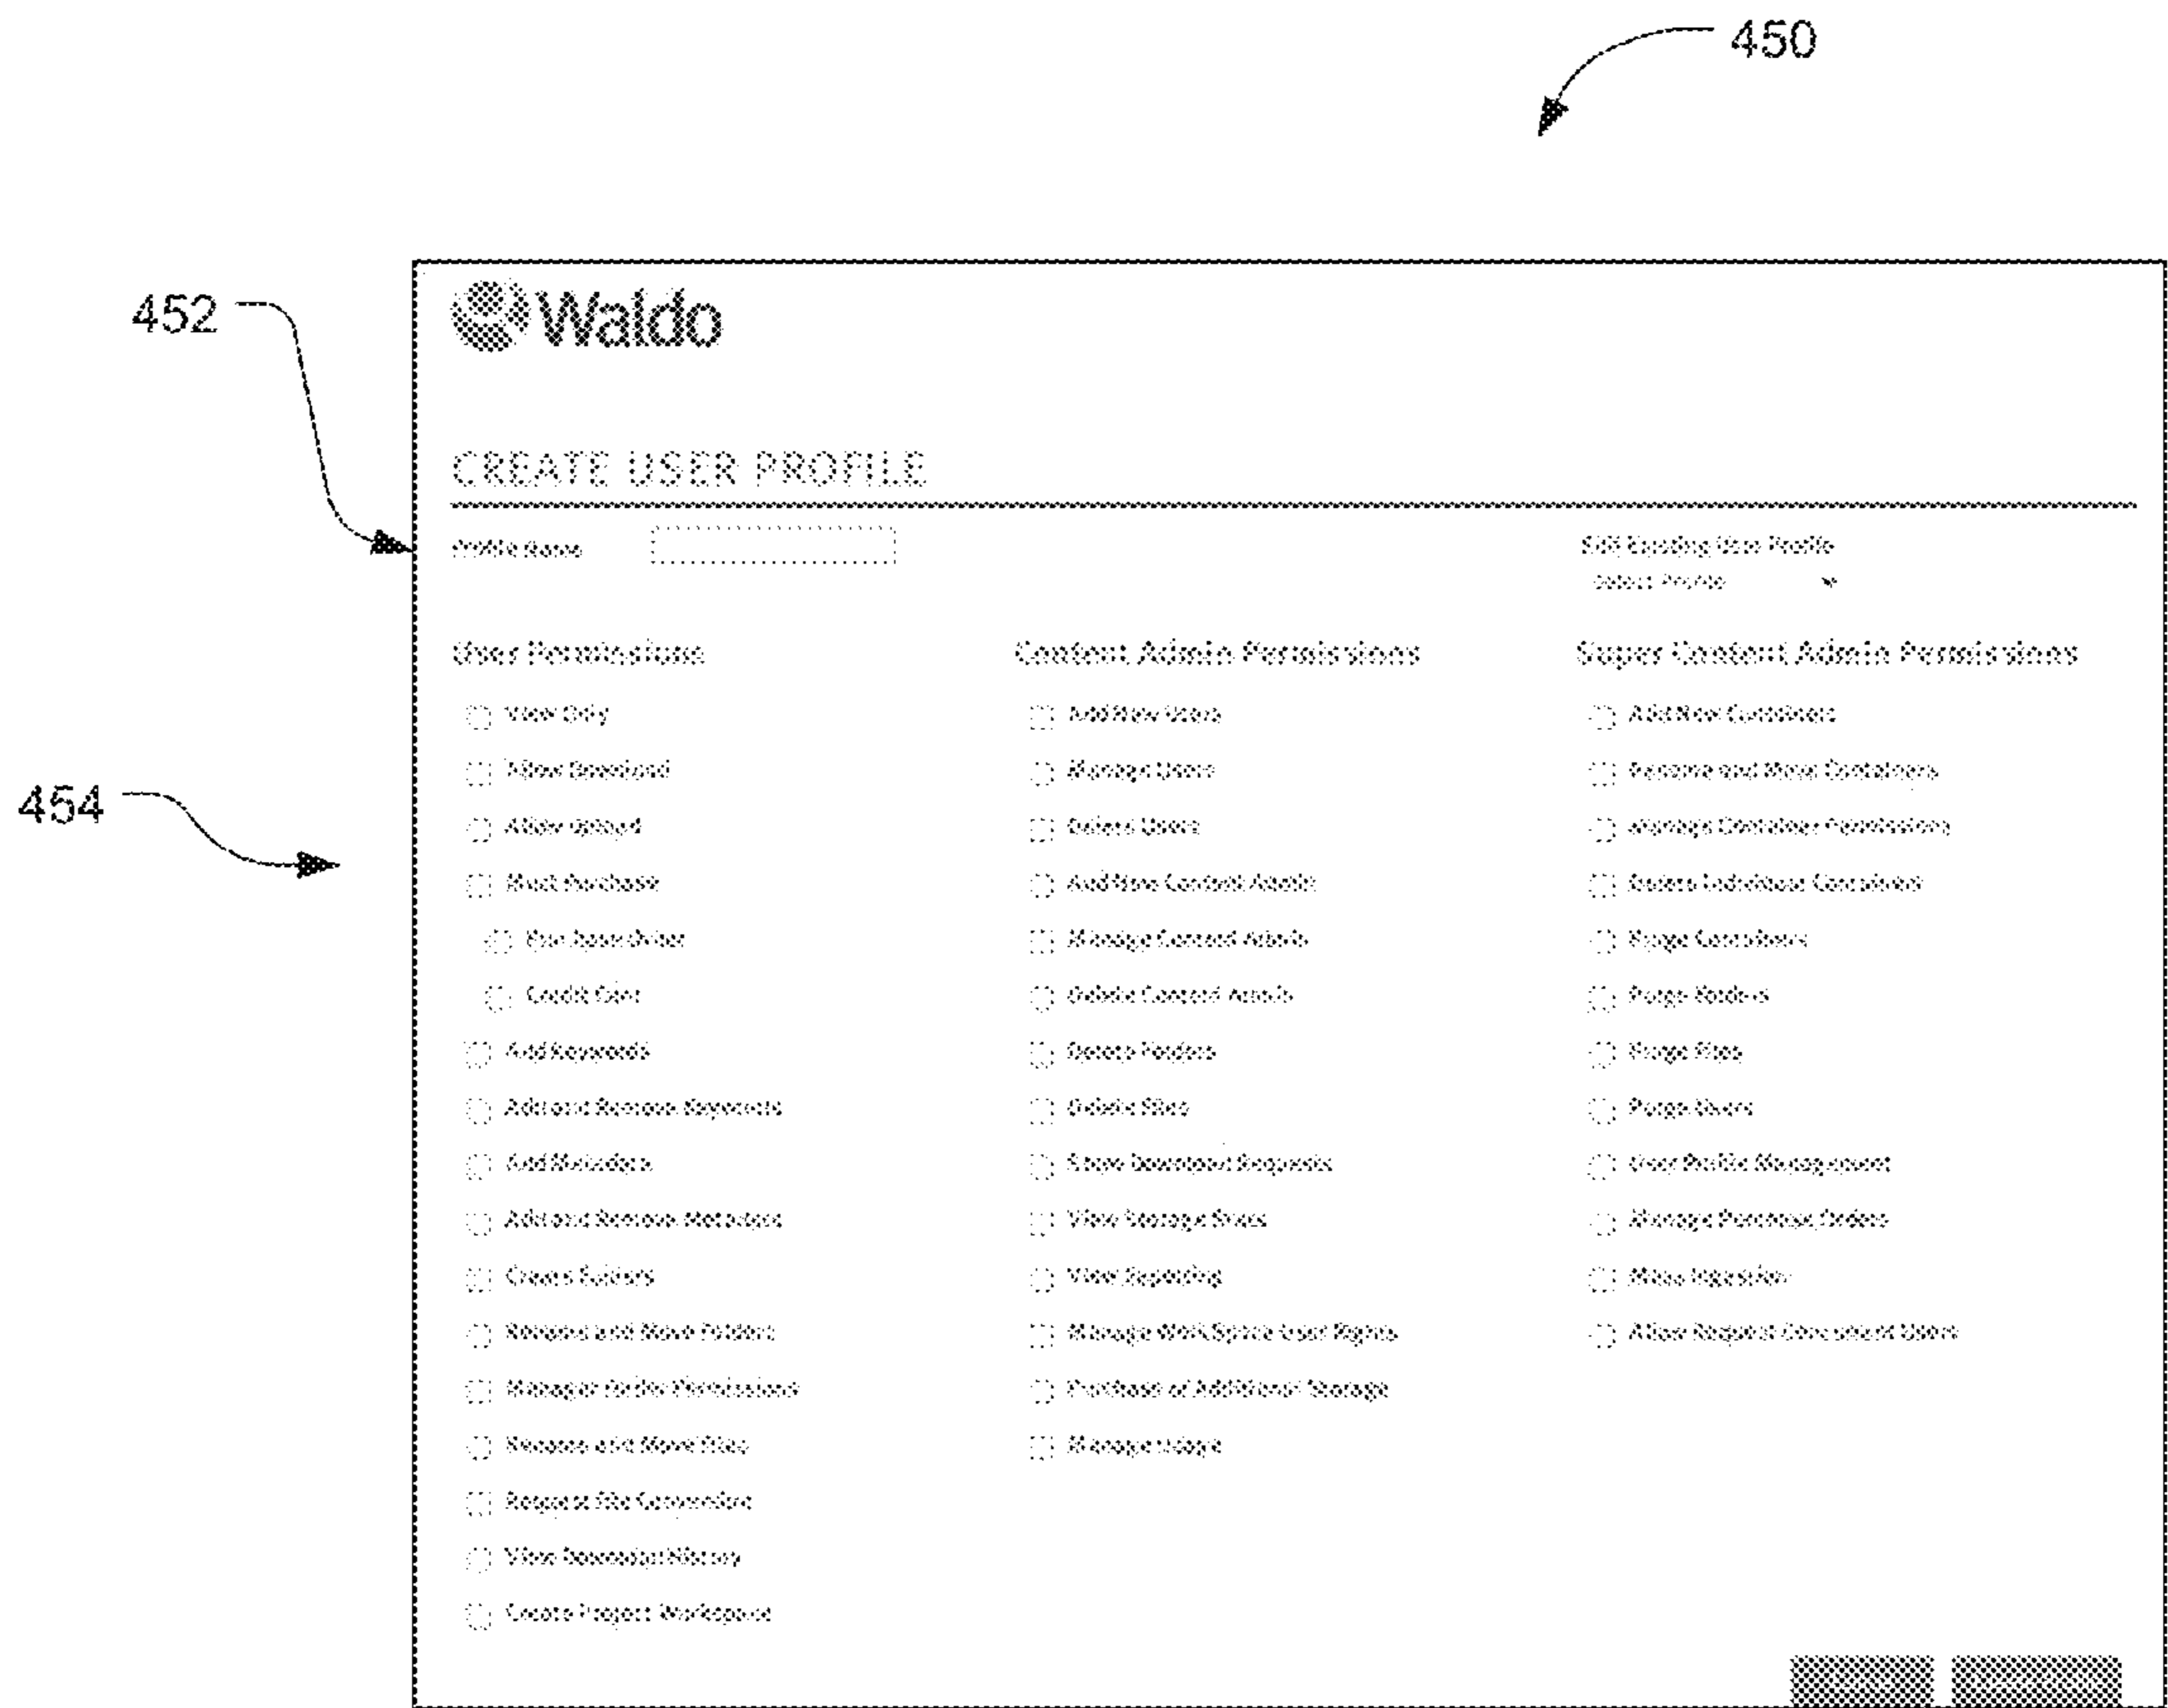 450
452
Waldo
CREATE USER PROFILE
Profile Name
Edit Existing User Profile
Select Profile
454
User Permissions
View Only
Allow Download
Allow Upload
Must Purchase
Purchase Order
Credit Card
Add Keywords
Add and Remove Keywords
Add Metadata
Add and Remove Metadata
Create Folders
Rename and Move Folders
Manage Folder Permissions
Rename and Move Files
Request File Conversion
View Download History
Create Project Workspace
Content Admin Permissions
Add New Users
Manage Users
Delete Users
Add New Content Admin
Manage Content Admin
Delete Content Admin
Delete Folders
Delete Files
Download Requests
View Storage Stats
View Reporting
Manage Work Space User Rights
Purchase of Additional Storage
Manage Usage
Super Content Admin Permissions
Add New Containers
Rename and Move Containers
Manage Container Permissions
Delete Individual Containers
Purge Containers
Purge Folders
Purge Files
Purge Users
User Profile Management
Manage Purchase Orders
Allow Request Users